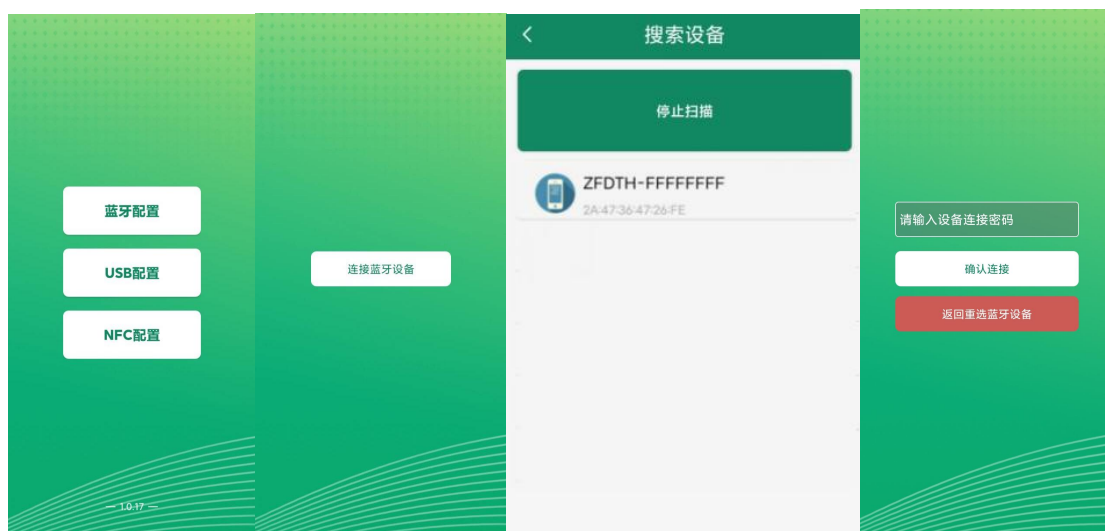 蓝牙配置
USB配置
NFC配置
— 1.0.17 —
连接蓝牙设备
搜索设备
停止扫描
ZFDTH-FFFFFFFF
2A:47:36:47:26:FE
请输入设备连接密码
确认连接
返回重选蓝牙设备